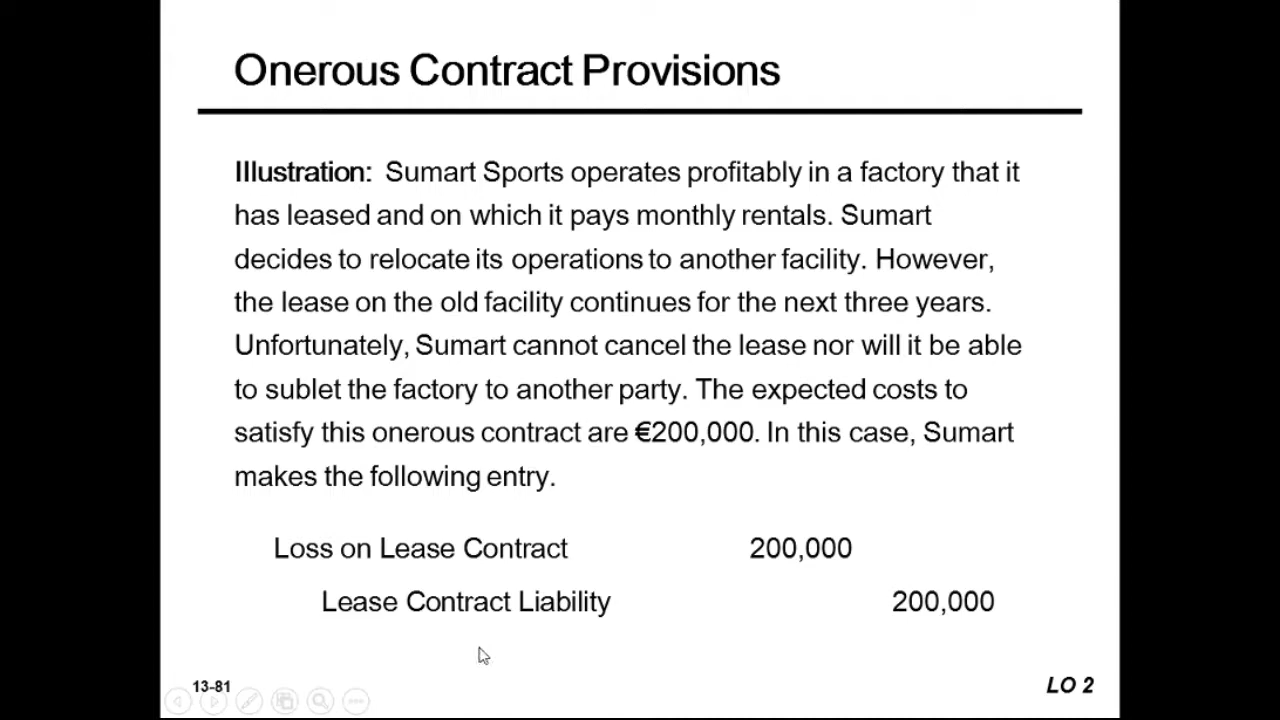 Onerous Contract Provisions
Illustration: Sumart Sports operates profitably in a factory that it
has leased and on which it pays monthly rentals. Sumart
decides to relocate its operations to another facility. However,
the lease on the old facility continues for the next three years.
Unfortunately, Sumart cannot cancel the lease nor will it be able
to sublet the factory to another party. The expected costs to
satisfy this onerous contract are €200,000. In this case, Sumart
makes the following entry.
Loss on Lease Contract 200,000
Lease Contract Liability 200,000
13-81 LO 2